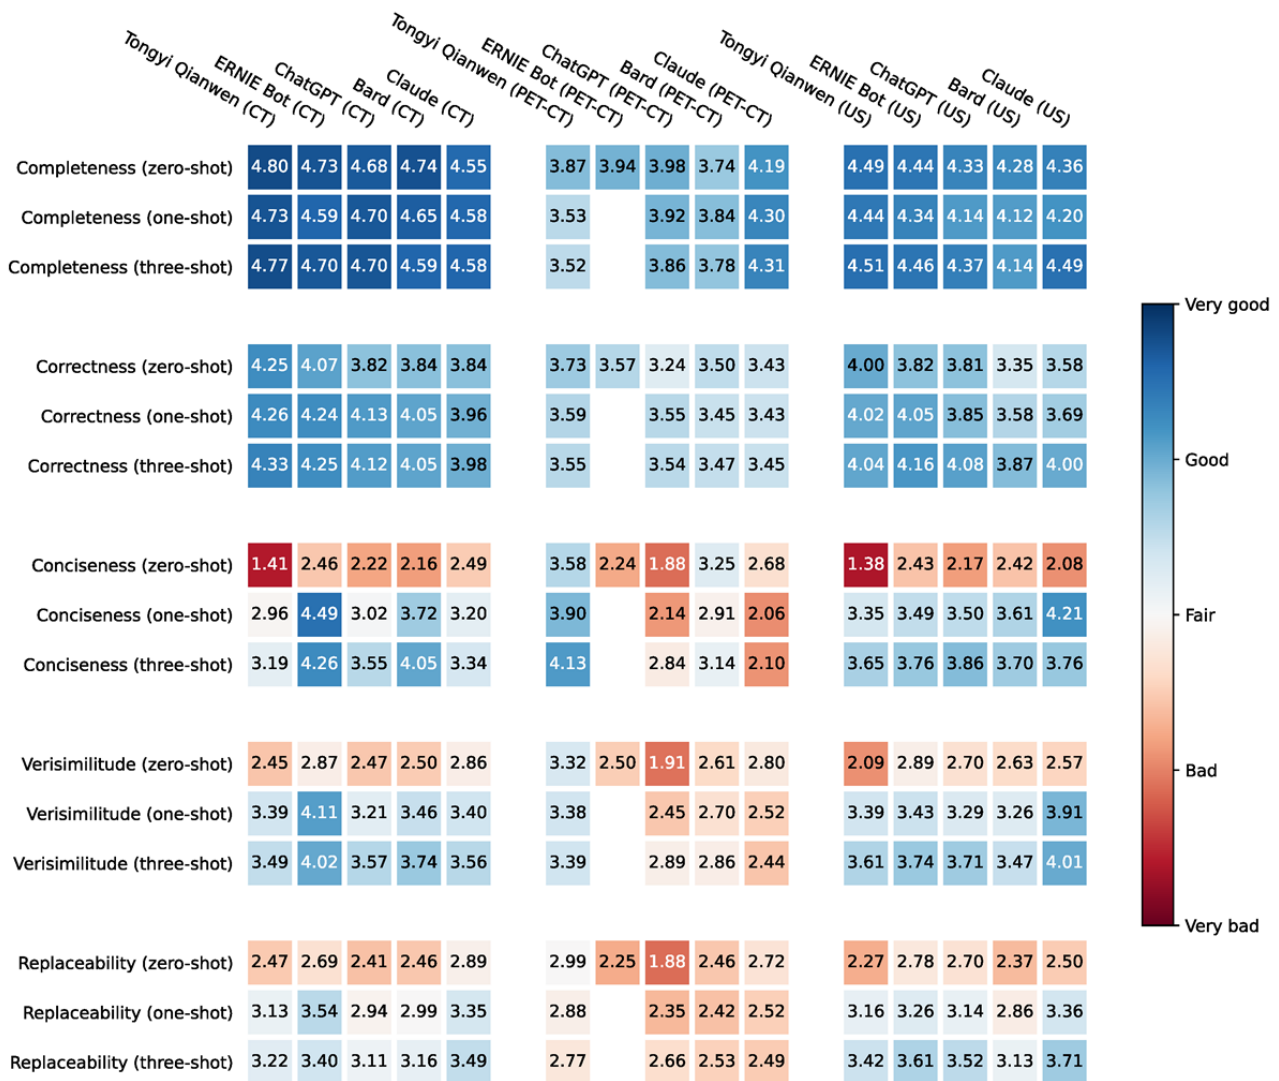 Tongyi Qianwen (CT)
ERNIE Bot (CT)
ChatGPT (CT)
Bard (CT)
Claude (CT)
Tongyi Qianwen (PET-CT)
ERNIE Bot (PET-CT)
ChatGPT (PET-CT)
Bard (PET-CT)
Claude (PET-CT)
Tongyi Qianwen (US)
ERNIE Bot (US)
ChatGPT (US)
Bard (US)
Claude (US)
Completeness (zero-shot) 4.80 4.73 4.68 4.74 4.55 3.87 3.94 3.98 3.74 4.19 4.49 4.44 4.33 4.28 4.36
Completeness (one-shot) 4.73 4.59 4.70 4.65 4.58 3.53 3.92 3.84 4.30 4.44 4.34 4.14 4.12 4.20
Completeness (three-shot) 4.77 4.70 4.70 4.59 4.58 3.52 3.86 3.78 4.31 4.51 4.46 4.37 4.14 4.49
Correctness (zero-shot) 4.25 4.07 3.82 3.84 3.84 3.73 3.57 3.24 3.50 3.43 4.00 3.82 3.81 3.35 3.58
Correctness (one-shot) 4.26 4.24 4.13 4.05 3.96 3.59 3.55 3.45 3.43 4.02 4.05 3.85 3.58 3.69
Correctness (three-shot) 4.33 4.25 4.12 4.05 3.98 3.55 3.54 3.47 3.45 4.04 4.16 4.08 3.87 4.00
Conciseness (zero-shot) 1.41 2.46 2.22 2.16 2.49 3.58 2.24 1.88 3.25 2.68 1.38 2.43 2.17 2.42 2.08
Conciseness (one-shot) 2.96 4.49 3.02 3.72 3.20 3.90 2.14 2.91 2.06 3.35 3.49 3.50 3.61 4.21
Conciseness (three-shot) 3.19 4.26 3.55 4.05 3.34 4.13 2.84 3.14 2.10 3.65 3.76 3.86 3.70 3.76
Verisimilitude (zero-shot) 2.45 2.87 2.47 2.50 2.86 3.32 2.50 1.91 2.61 2.80 2.09 2.89 2.70 2.63 2.57
Verisimilitude (one-shot) 3.39 4.11 3.21 3.46 3.40 3.38 2.45 2.70 2.52 3.39 3.43 3.29 3.26 3.91
Verisimilitude (three-shot) 3.49 4.02 3.57 3.74 3.56 3.39 2.89 2.86 2.44 3.61 3.74 3.71 3.47 4.01
Replaceability (zero-shot) 2.47 2.69 2.41 2.46 2.89 2.99 2.25 1.88 2.46 2.72 2.27 2.78 2.70 2.37 2.50
Replaceability (one-shot) 3.13 3.54 2.94 2.99 3.35 2.88 2.35 2.42 2.52 3.16 3.26 3.14 2.86 3.36
Replaceability (three-shot) 3.22 3.40 3.11 3.16 3.49 2.77 2.66 2.53 2.49 3.42 3.61 3.52 3.13 3.71
Very good
Good
Fair
Bad
Very bad